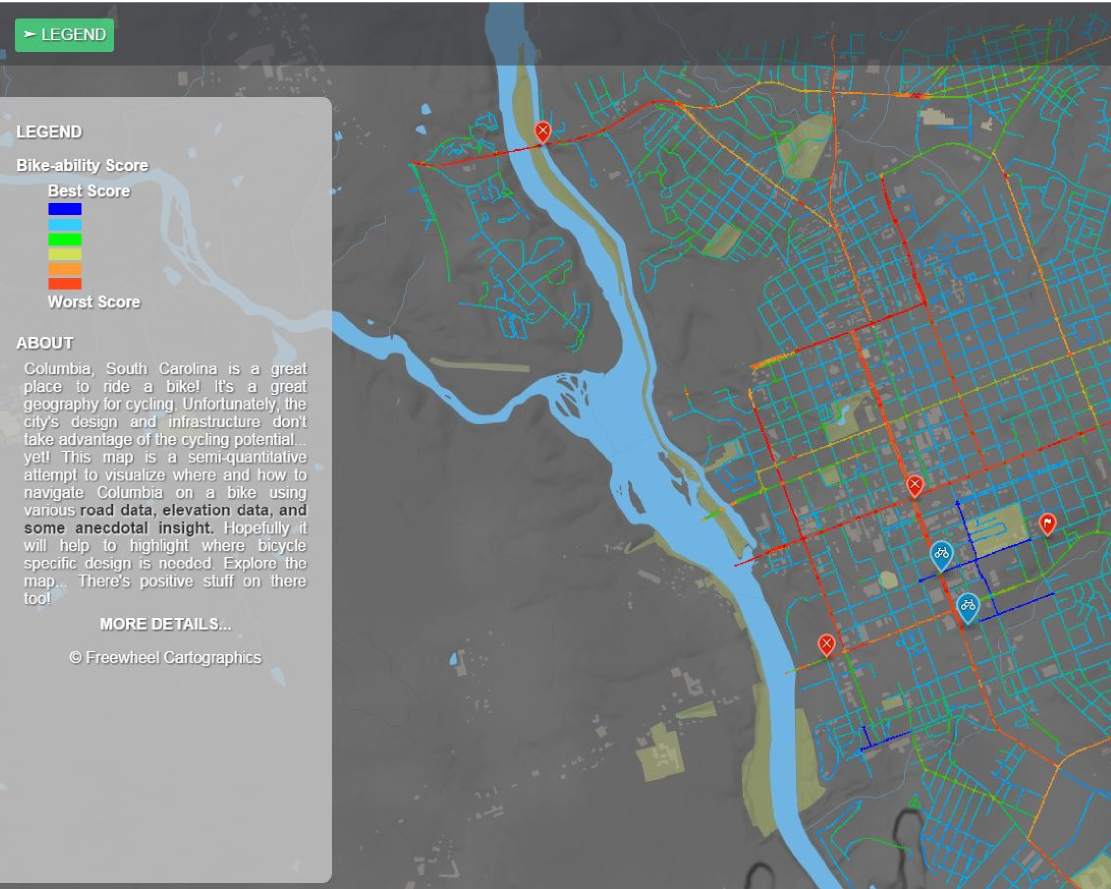 ➤ LEGEND
LEGEND
Bike-ability Score
Best Score
Worst Score
ABOUT
Columbia, South Carolina is a great
place to ride a bike! It's a great
geography for cycling. Unfortunately, the
city's design and infrastructure don't
take advantage of the cycling potential...
yet! This map is a semi-quantitative
attempt to visualize where and how to
navigate Columbia on a bike using
various road data, elevation data, and
some anecdotal insight. Hopefully it
will help to highlight where bicycle
specific design is needed. Explore the
map... There's positive stuff on there
too!
MORE DETAILS...
© Freewheel Cartographics